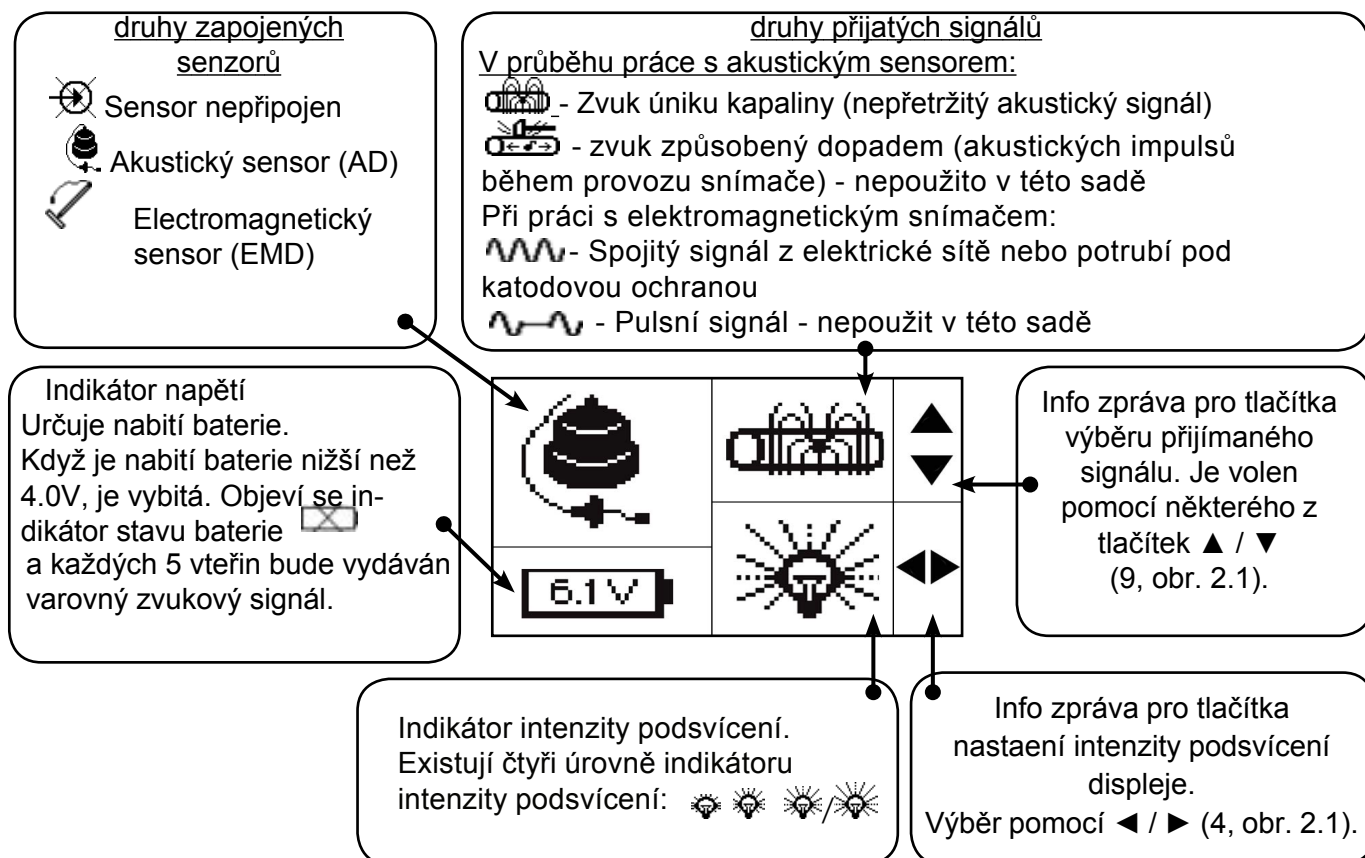 druhy zapojených
senzorů
Sensor nepřipojen
Akustický sensor (AD)
Electromagnetický
sensor (EMD)
druhy přijatých signálů
V průběhu práce s akustickým sensorem:
- Zvuk úniku kapaliny (nepřetržitý akustický signál)
- zvuk způsobený dopadem (akustických impulsů
během provozu snímače) - nepoužito v této sadě
Při práci s elektromagnetickým snímačem:
- Spojitý signál z elektrické sítě nebo potrubí pod
katodovou ochranou
- Pulsní signál - nepoužit v této sadě
Indikátor napětí
Určuje nabití baterie.
Když je nabití baterie nižší než
4.0V, je vybitá. Objeví se in-
dikátor stavu baterie
a každých 5 vteřin bude vydáván
varovný zvukový signál.
6.1 V
Info zpráva pro tlačítka
výběru přijímaného
signálu. Je volen
pomocí některého z
tlačítek ▲ / ▼
(9, obr. 2.1).
Indikátor intenzity podsvícení.
Existují čtyři úrovně indikátoru
intenzity podsvícení:
Info zpráva pro tlačítka
nastaení intenzity podsvícení
displeje.
Výběr pomocí ◄ / ► (4, obr. 2.1).